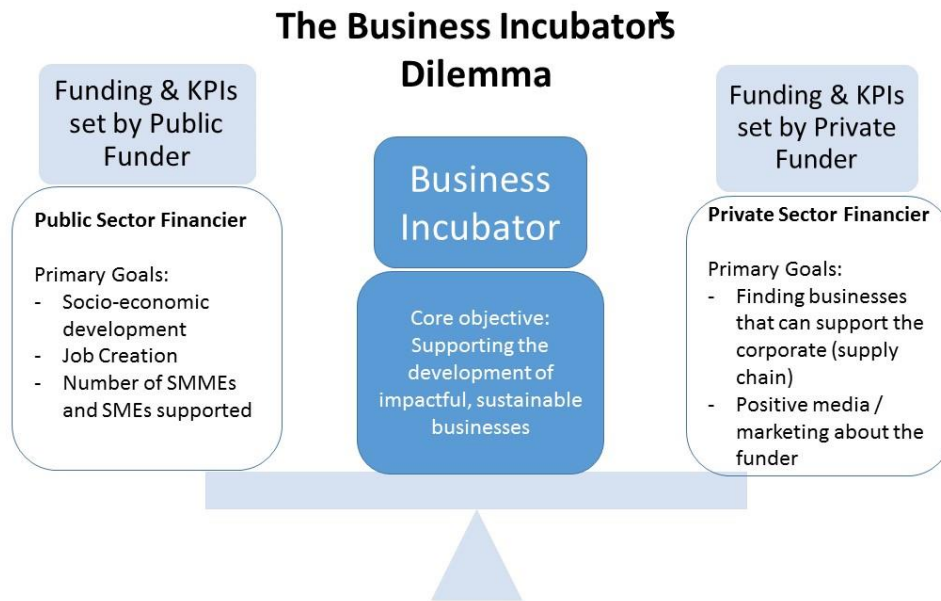 The Business Incubators
Dilemma
Funding & KPIs
set by Public
Funder
Public Sector Financier
Primary Goals:
- Socio-economic
development
- Job Creation
- Number of SMMEs
and SMEs supported
Business
Incubator
Core objective:
Supporting the
development of
impactful, sustainable
businesses
Funding & KPIs
set by Private
Funder
Private Sector Financier
Primary Goals:
- Finding businesses
that can support the
corporate (supply
chain)
- Positive media /
marketing about the
funder